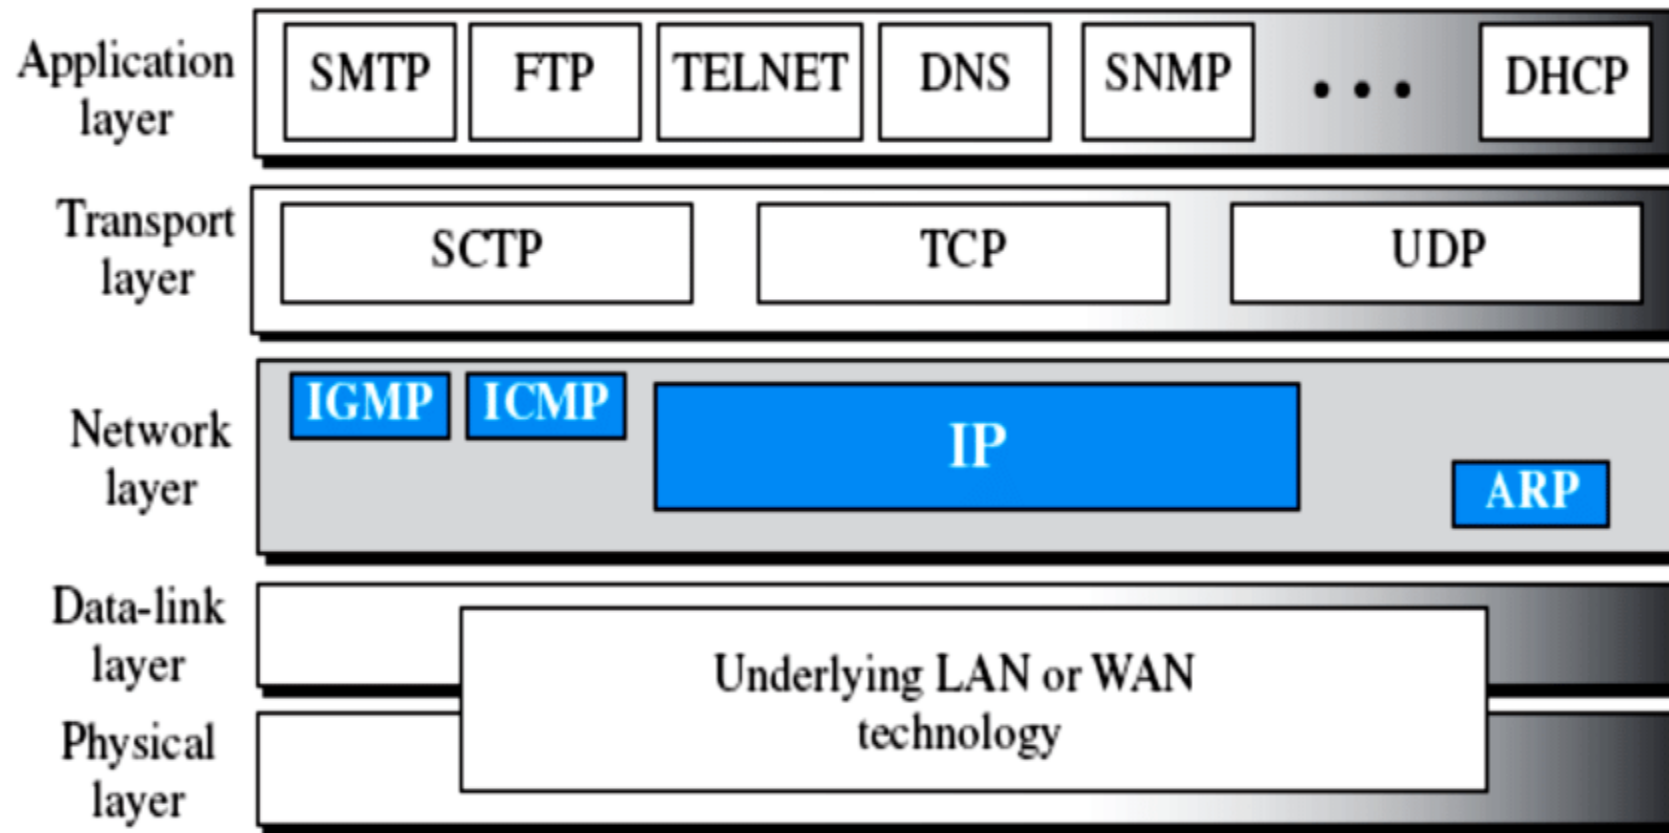 Application
layer
SMTP FTP TELNET DNS SNMP ... DHCP
Transport
layer
SCTP TCP UDP
Network
layer
IGMP ICMP IP ARP
Data-link
layer
Physical
layer
Underlying LAN or WAN
technology